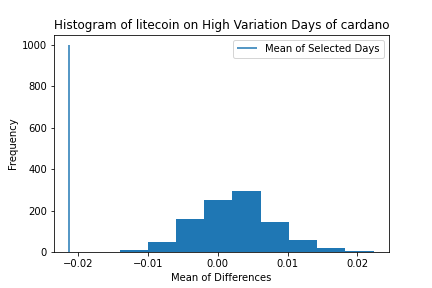 Histogram of litecoin on High Variation Days of cardano
Mean of Selected Days
Frequency
1000
800
600
400
200
0
−0.02 −0.01 0.00 0.01 0.02
Mean of Differences